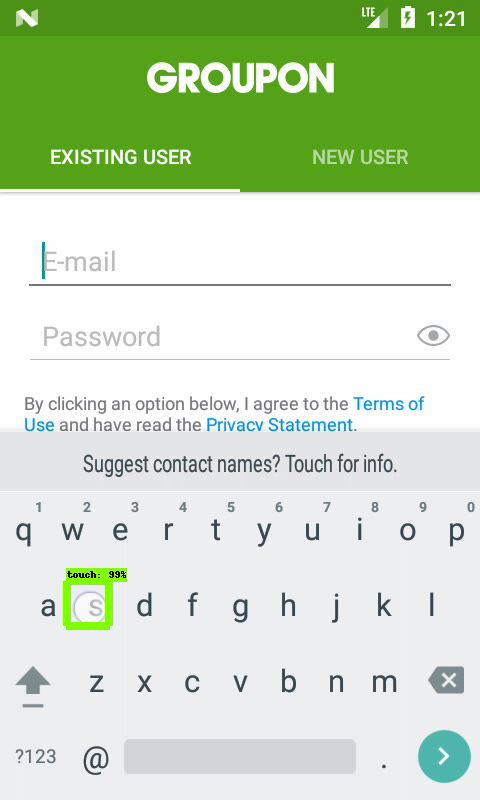 LTE 1:21
GROUPON
EXISTING USER NEW USER
E-mail
Password
By clicking an option below, I agree to the Terms of
Use and have read the Privacy Statement.
Suggest contact names? Touch for info.
1 2 3 4 5 6 7 8 9 0
q w e r t y u i o p
touch: 99%
a s d f g h j k l
z x c v b n m
?123 @ .